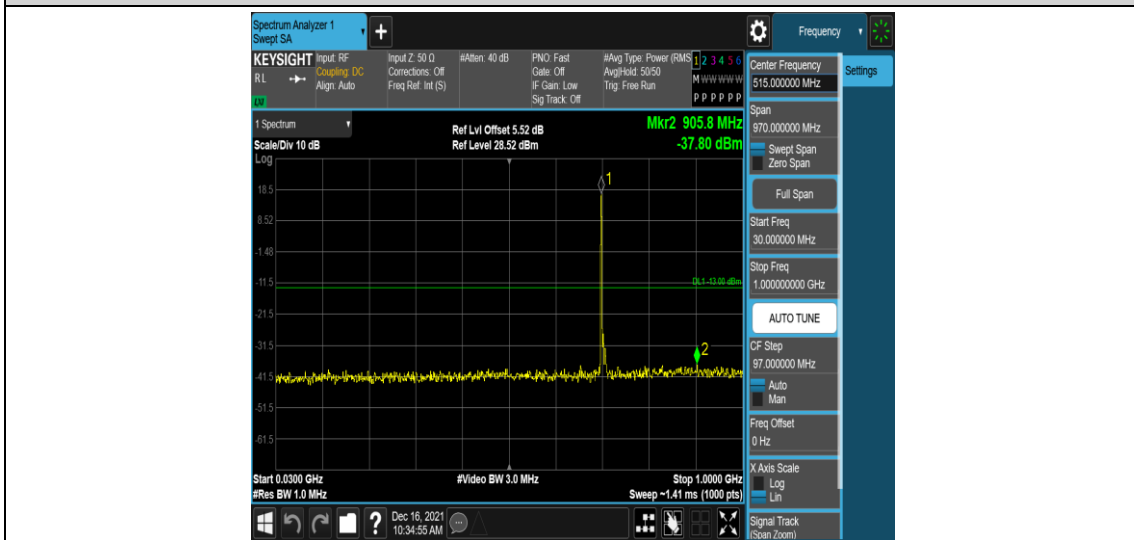 Spectrum Analyzer 1
Swept SA
+
Frequency
KEYSIGHT
RL
LXI
Input: RF
Coupling: DC
Align: Auto
Input Z: 50 Ω
Corrections: Off
Freq Ref: Int (S)
#Atten: 40 dB
PNO: Fast
Gate: Off
IF Gain: Low
Sig Track: Off
#Avg Type: Power (RMS
Avg|Hold: 50/50
Trig: Free Run
1 2 3 4 5 6
M W W W W W
P P P P P P
1 Spectrum
Scale/Div 10 dB
Log
Ref Lvl Offset 5.52 dB
Ref Level 28.52 dBm
Mkr2 905.8 MHz
-37.80 dBm
18.5
8.52
-1.48
-11.5
-21.5
-31.5
-41.5
-51.5
-61.5
1
DL1 -13.00 dBm
2
Start 0.0300 GHz
#Res BW 1.0 MHz
#Video BW 3.0 MHz
Stop 1.0000 GHz
Sweep ~1.41 ms (1000 pts)
?
Dec 16, 2021
10:34:55 AM
Center Frequency
515.000000 MHz
Settings
Span
970.000000 MHz
Swept Span
Zero Span
Full Span
Start Freq
30.000000 MHz
Stop Freq
1.000000000 GHz
AUTO TUNE
CF Step
97.000000 MHz
Auto
Man
Freq Offset
0 Hz
X Axis Scale
Log
Lin
Signal Track
(Span Zoom)